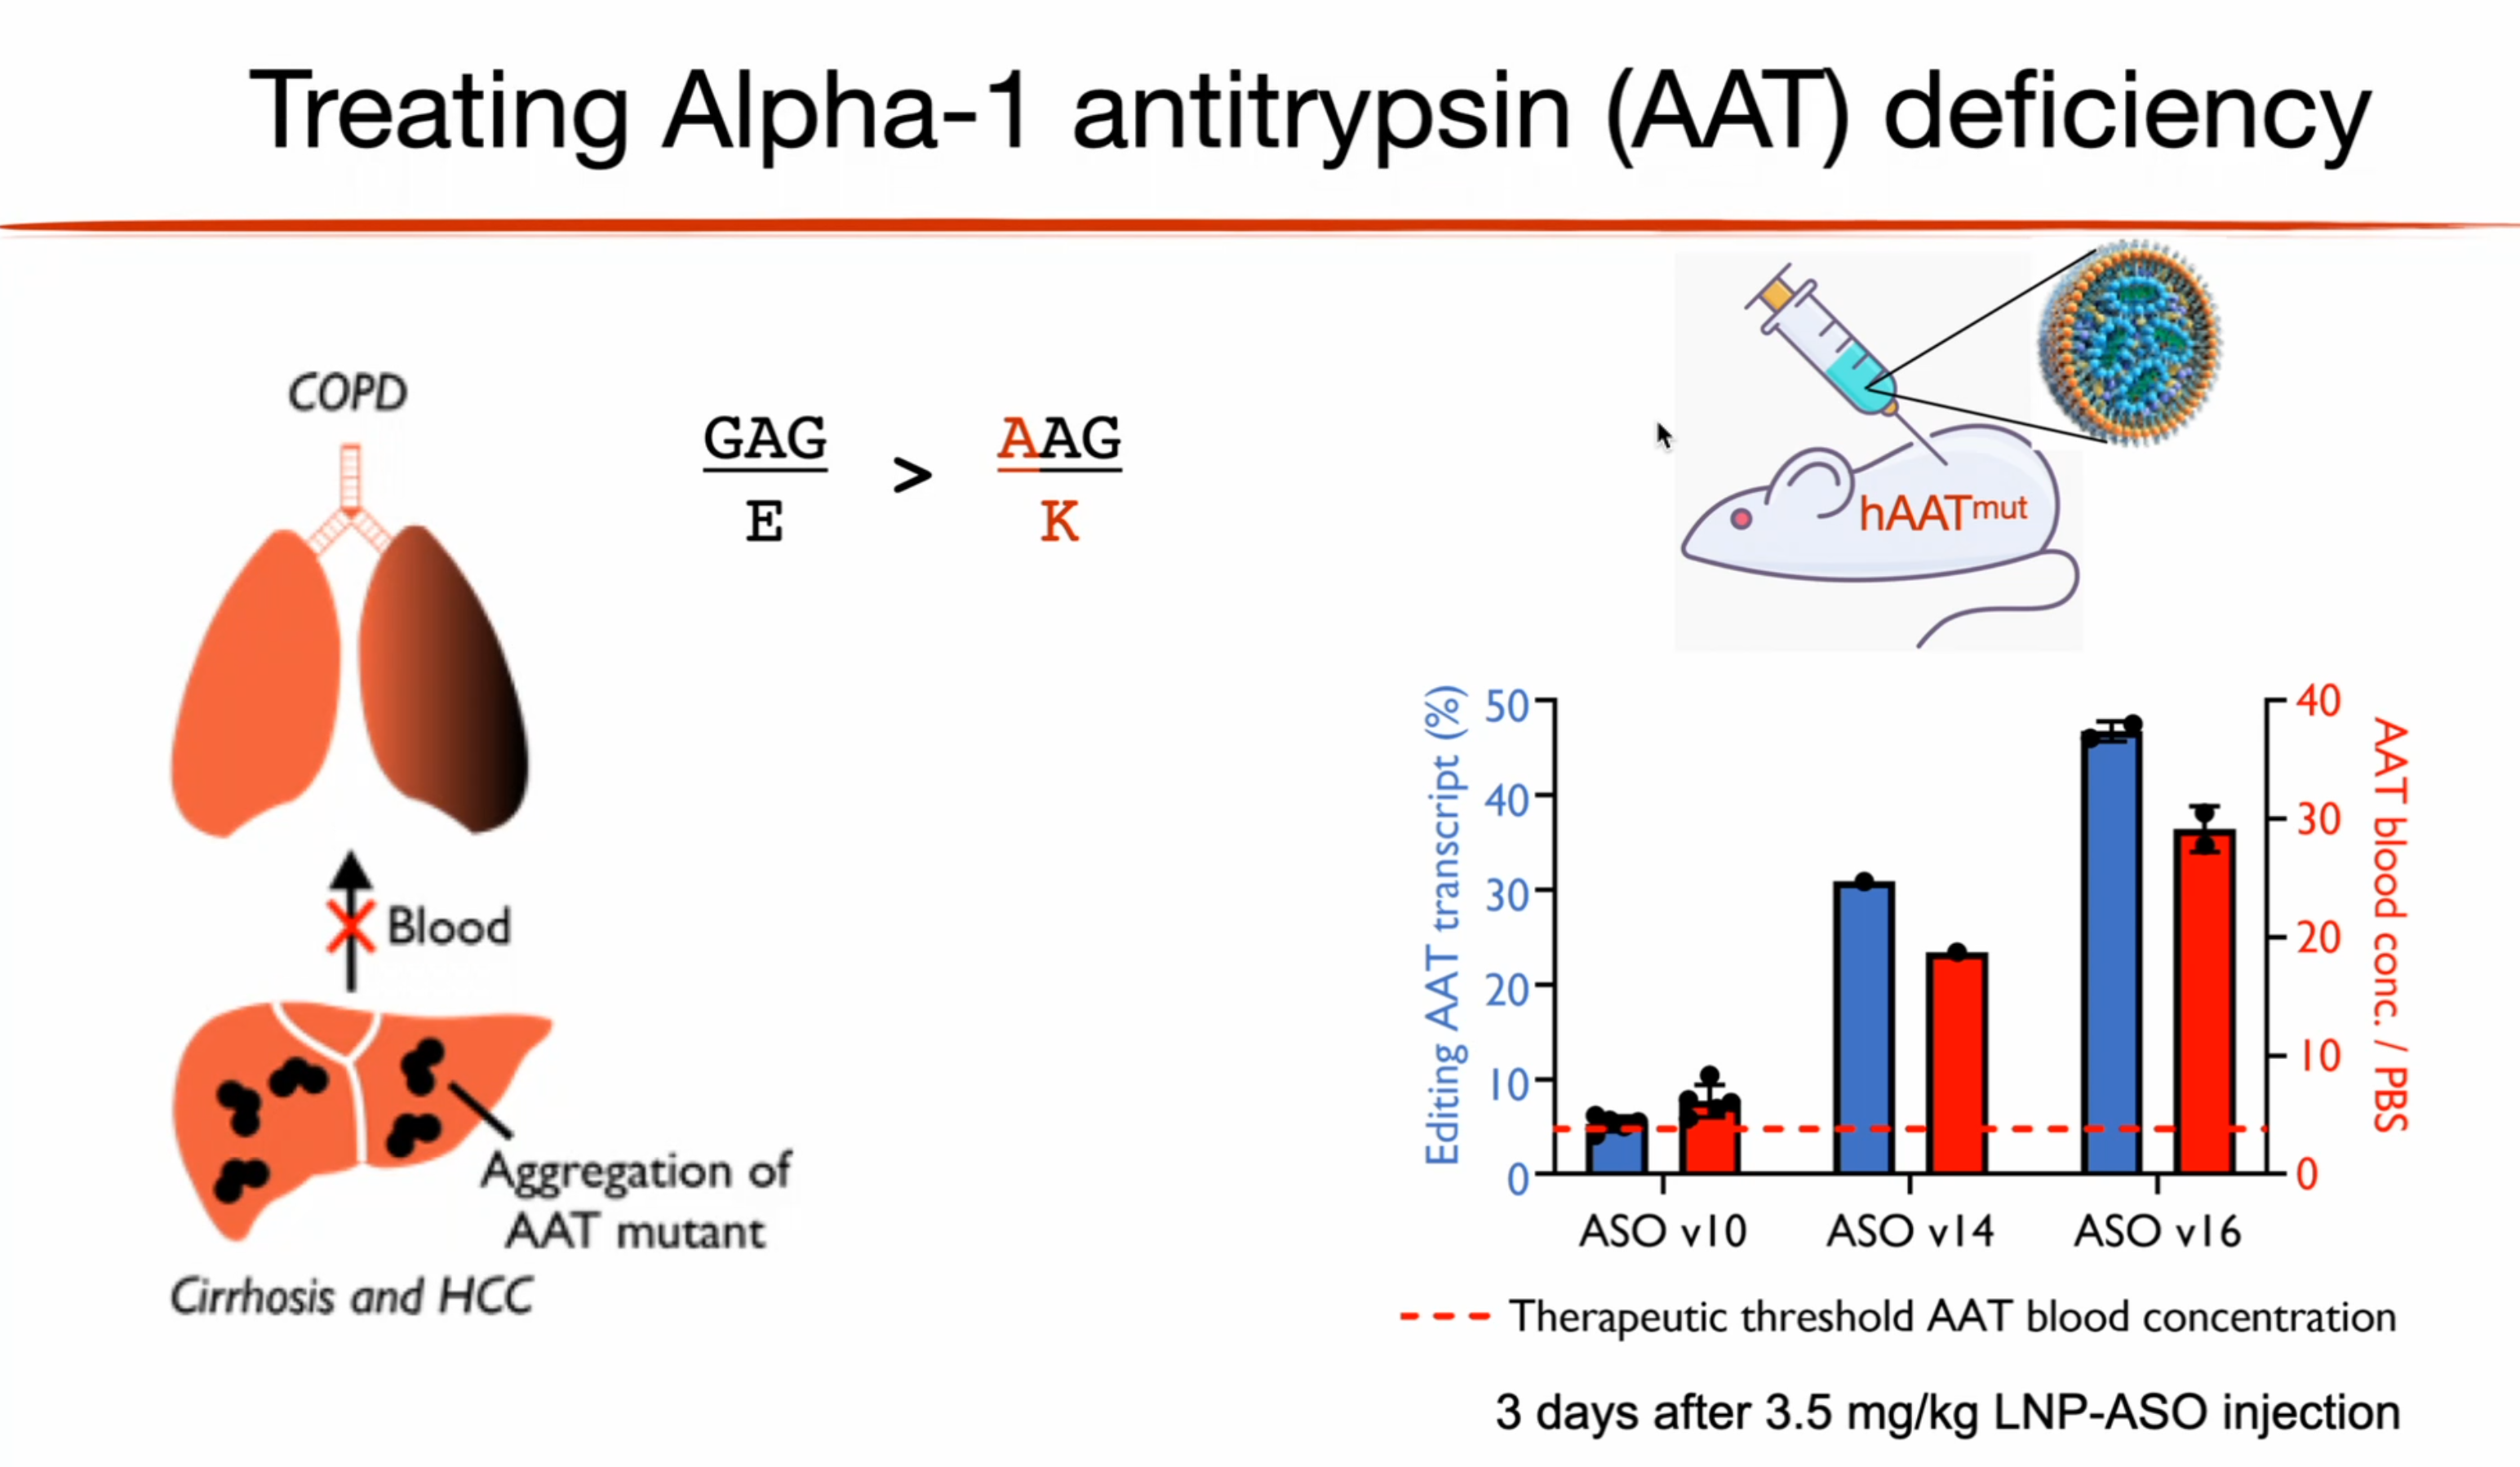 Treating Alpha-1 antitrypsin (AAT) deficiency
COPD
GAG > AAG
E K
Blood
Aggregation of
AAT mutant
Cirrhosis and HCC
hAATmut
Editing AAT transcript (%)
50
40
30
20
10
0
40
30
20
10
0
AAT blood conc. / PBS
ASO v10 ASO v14 ASO v16
Therapeutic threshold AAT blood concentration
3 days after 3.5 mg/kg LNP-ASO injection